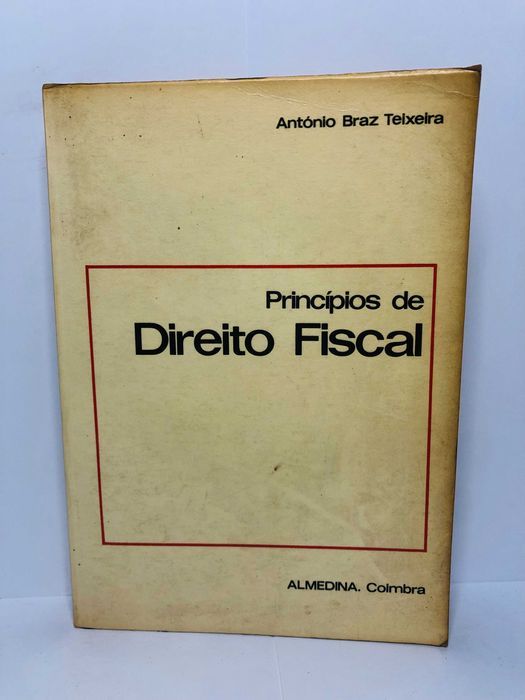 António Braz Teixeira
Princípios de
Direito Fiscal
ALMEDINA. Coimbra